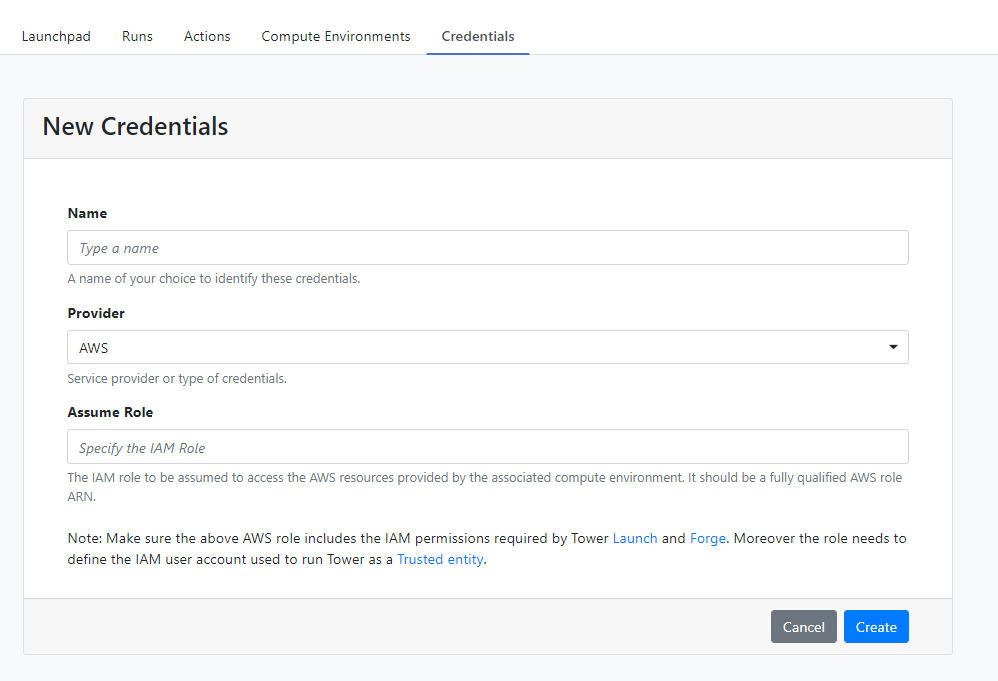 Launchpad Runs Actions Compute Environments Credentials
New Credentials
Name
Type a name
A name of your choice to identify these credentials.
Provider
AWS
Service provider or type of credentials.
Assume Role
Specify the IAM Role
The IAM role to be assumed to access the AWS resources provided by the associated compute environment. It should be a fully qualified AWS role
ARN.
Note: Make sure the above AWS role includes the IAM permissions required by Tower Launch and Forge. Moreover the role needs to
define the IAM user account used to run Tower as a Trusted entity.
Cancel Create